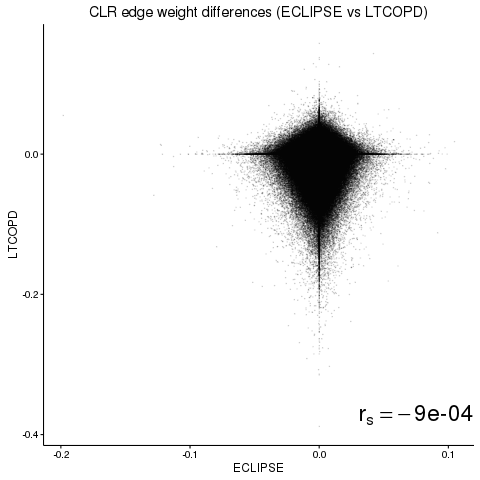 CLR edge weight differences (ECLIPSE vs LTCOPD)
0.0
-0.2
-0.4
LTCOPD
rs = −9e-04
-0.2 -0.1 0.0 0.1
ECLIPSE